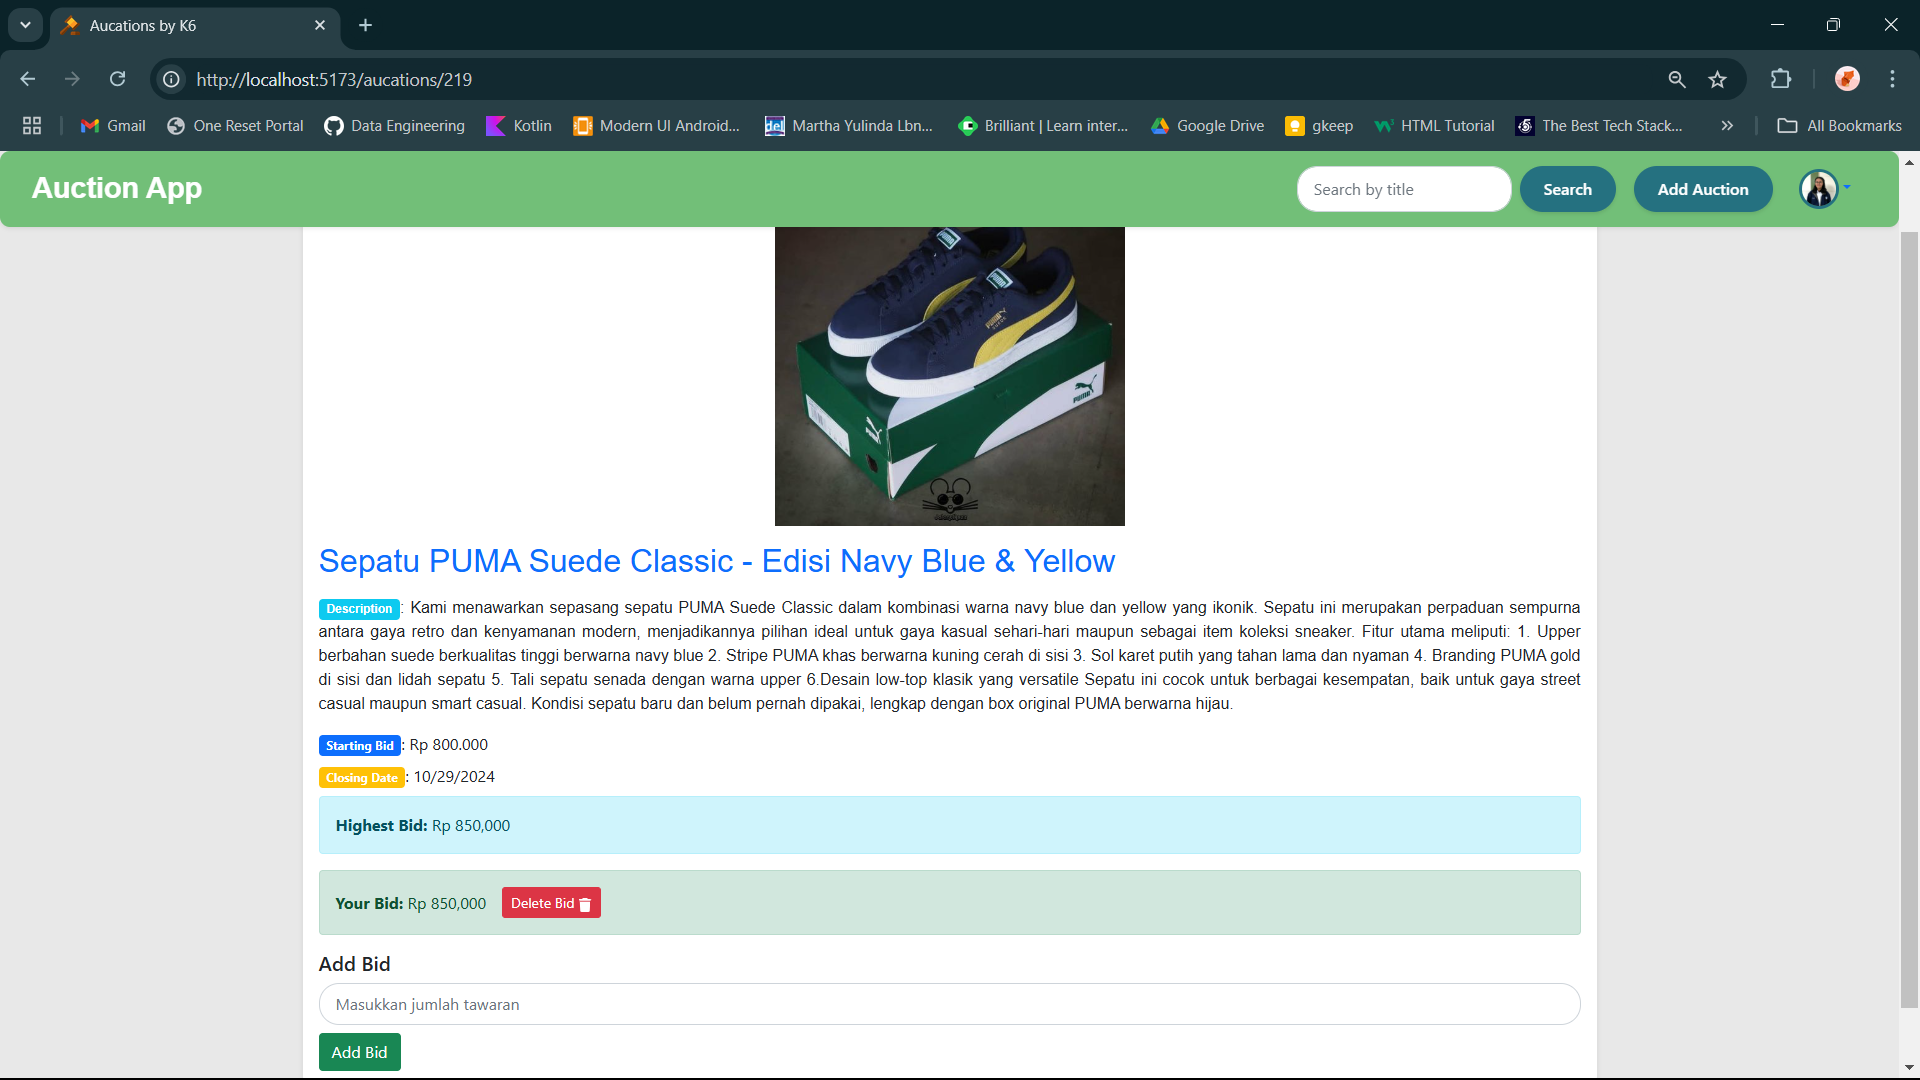 Aucations by K6
http://localhost:5173/aucations/219
Gmail
One Reset Portal
Data Engineering
Kotlin
Modern UI Android...
del
Martha Yulinda Lbn...
Brilliant | Learn inter...
Google Drive
gkeep
HTML Tutorial
The Best Tech Stack...
All Bookmarks
Auction App
Search by title
Search
Add Auction
PUMA
Sepatu PUMA Suede Classic - Edisi Navy Blue & Yellow
Description : Kami menawarkan sepasang sepatu PUMA Suede Classic dalam kombinasi warna navy blue dan yellow yang ikonik. Sepatu ini merupakan perpaduan sempurna
antara gaya retro dan kenyamanan modern, menjadikannya pilihan ideal untuk gaya kasual sehari-hari maupun sebagai item koleksi sneaker. Fitur utama meliputi: 1. Upper
berbahan suede berkualitas tinggi berwarna navy blue 2. Stripe PUMA khas berwarna kuning cerah di sisi 3. Sol karet putih yang tahan lama dan nyaman 4. Branding PUMA gold
di sisi dan lidah sepatu 5. Tali sepatu senada dengan warna upper 6.Desain low-top klasik yang versatile Sepatu ini cocok untuk berbagai kesempatan, baik untuk gaya street
casual maupun smart casual. Kondisi sepatu baru dan belum pernah dipakai, lengkap dengan box original PUMA berwarna hijau.
Starting Bid : Rp 800.000
Closing Date : 10/29/2024
Highest Bid: Rp 850,000
Your Bid: Rp 850,000
Delete Bid
Add Bid
Masukkan jumlah tawaran
Add Bid